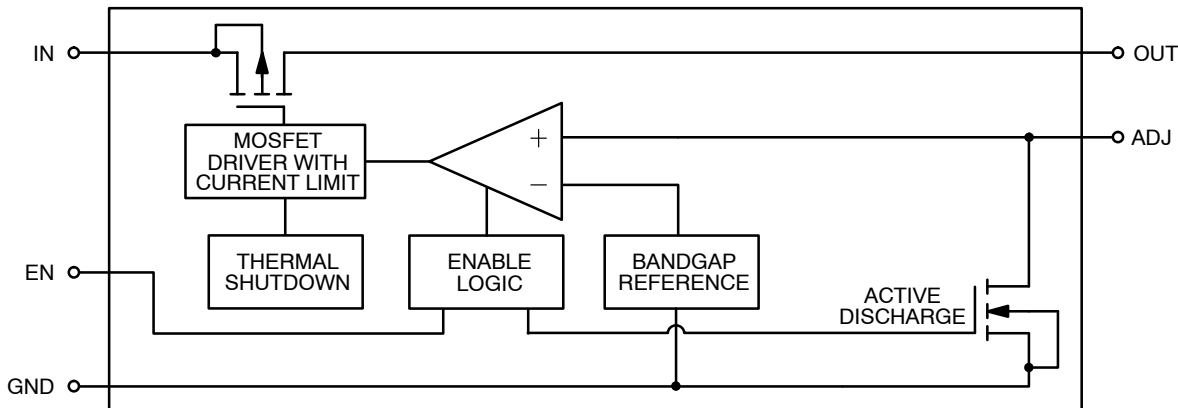 IN
OUT
MOSFET
DRIVER WITH
CURRENT LIMIT
+
−
ADJ
THERMAL
SHUTDOWN
ENABLE
LOGIC
BANDGAP
REFERENCE
EN
ACTIVE
DISCHARGE
GND